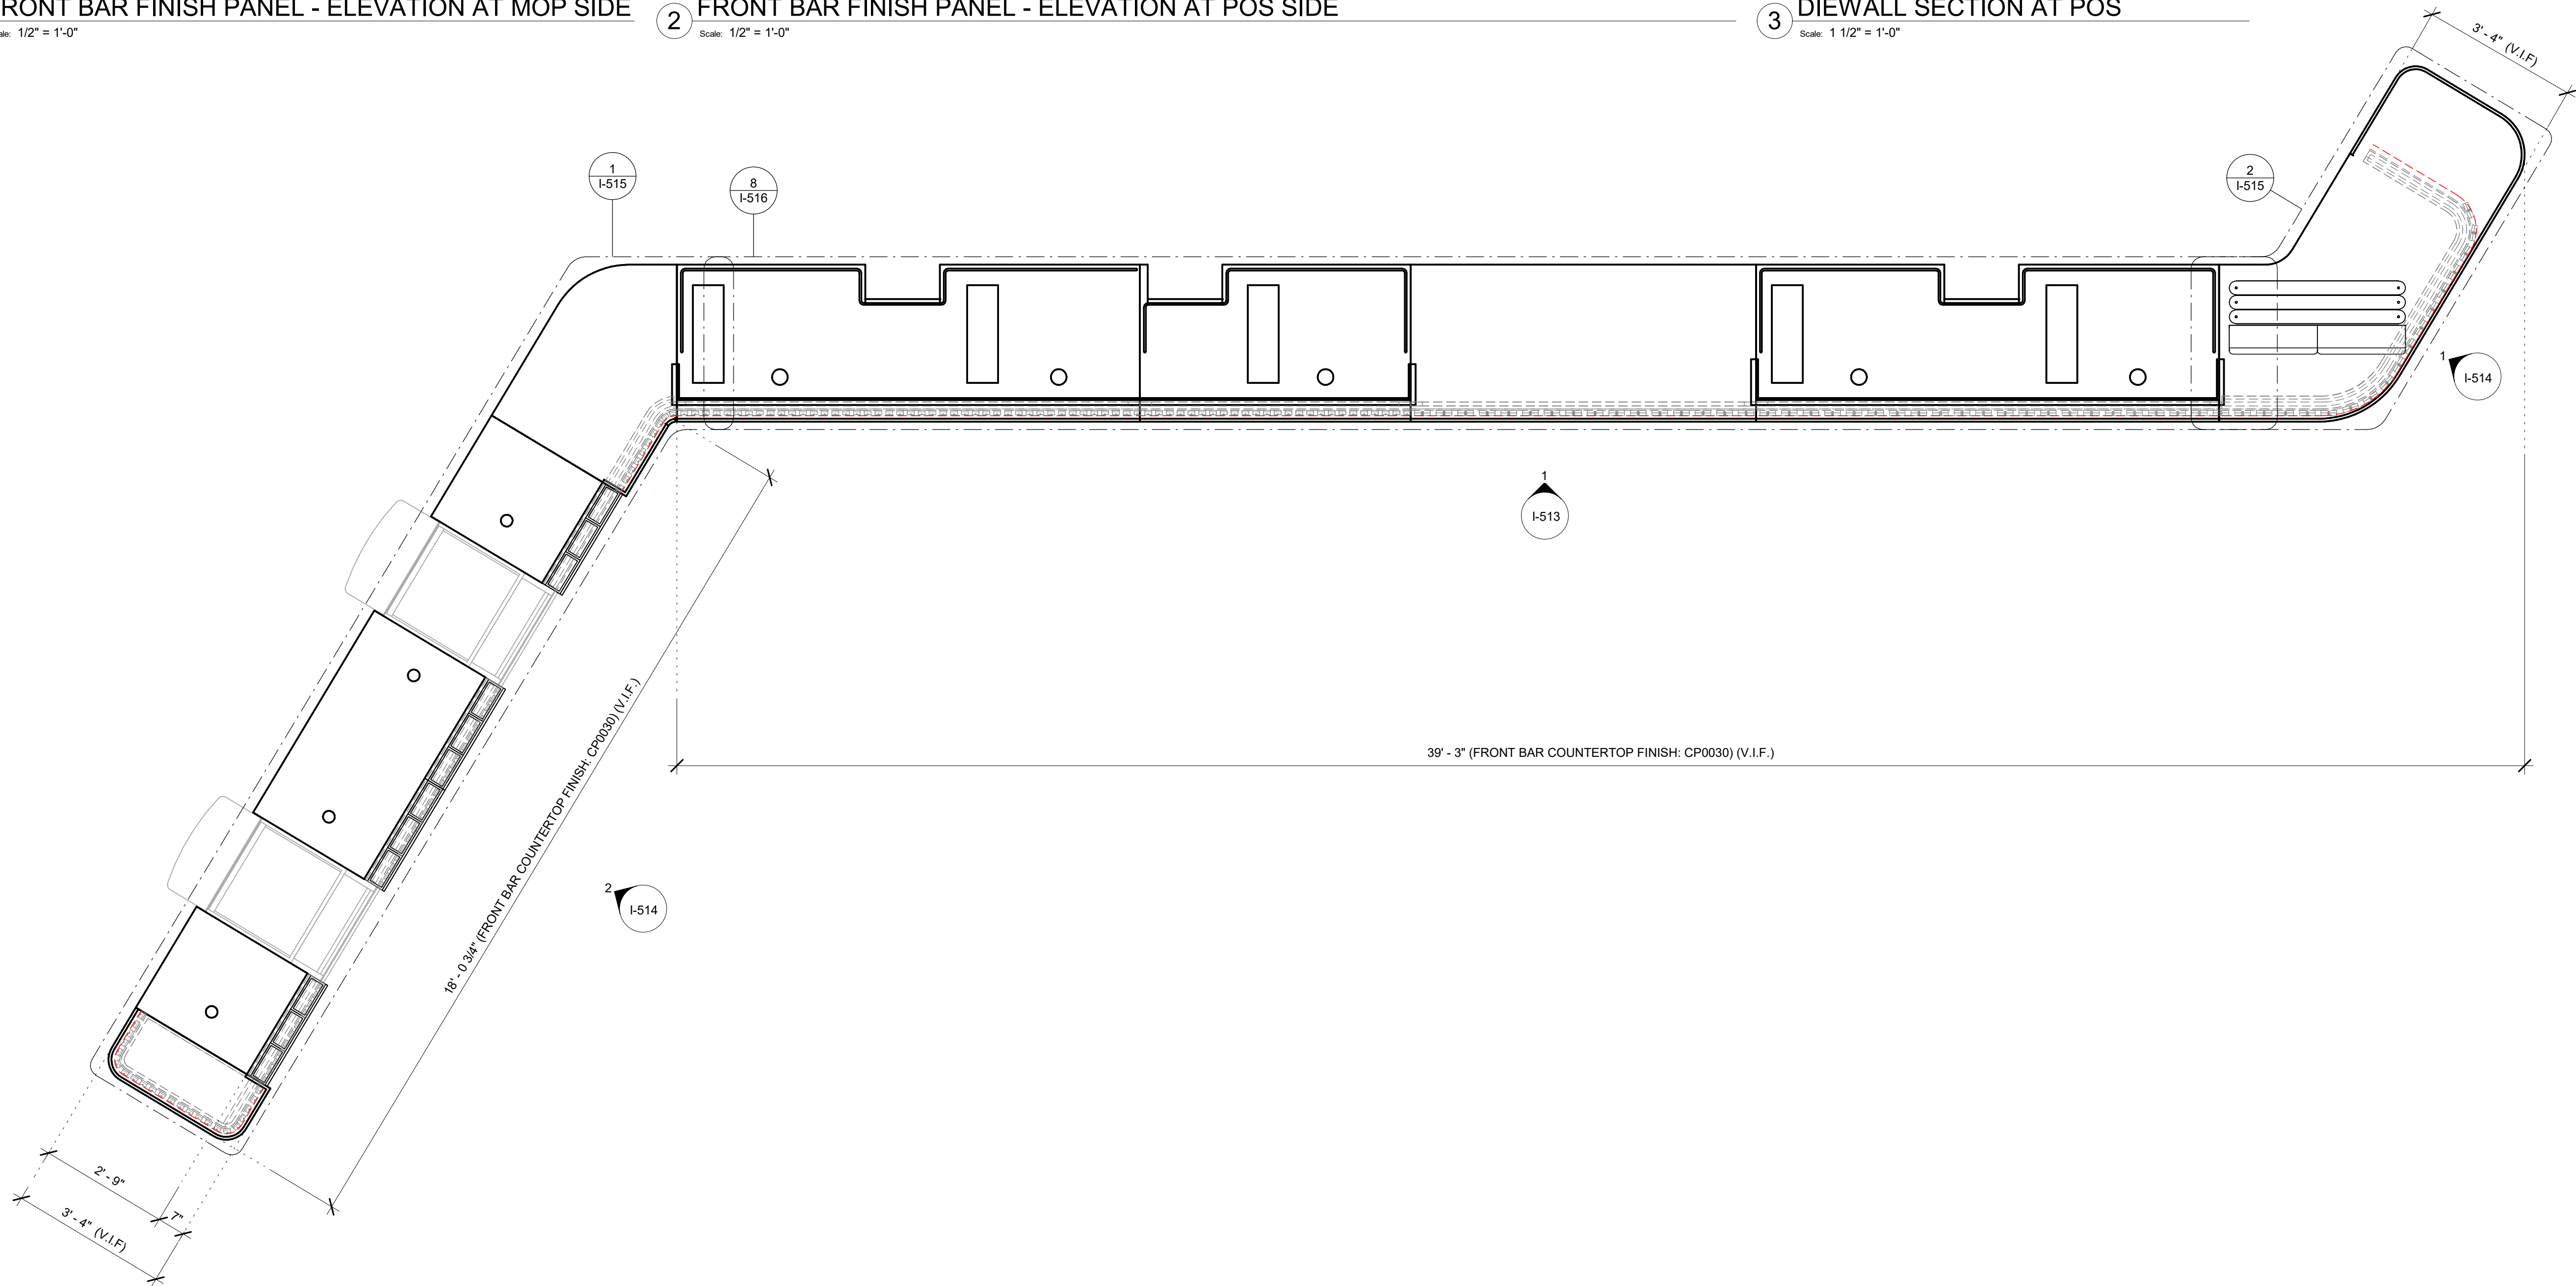 RONT BAR FINISH PANEL - ELEVATION AT MOP SIDE
ale: 1/2" = 1'-0"
2 FRONT BAR FINISH PANEL - ELEVATION AT POS SIDE
Scale: 1/2" = 1'-0"
3 DIEWALL SECTION AT POS
Scale: 1 1/2" = 1'-0"
3' - 4" (V.I.F)
1
I-515
8
I-516
2
I-515
1
I-514
1
I-513
39' - 3" (FRONT BAR COUNTERTOP FINISH: CP0030) (V.I.F.)
18' - 0 3/4" (FRONT BAR COUNTERTOP FINISH: CP0030) (V.I.F.)
2
I-514
2' - 9"
7"
3' - 4" (V.I.F)